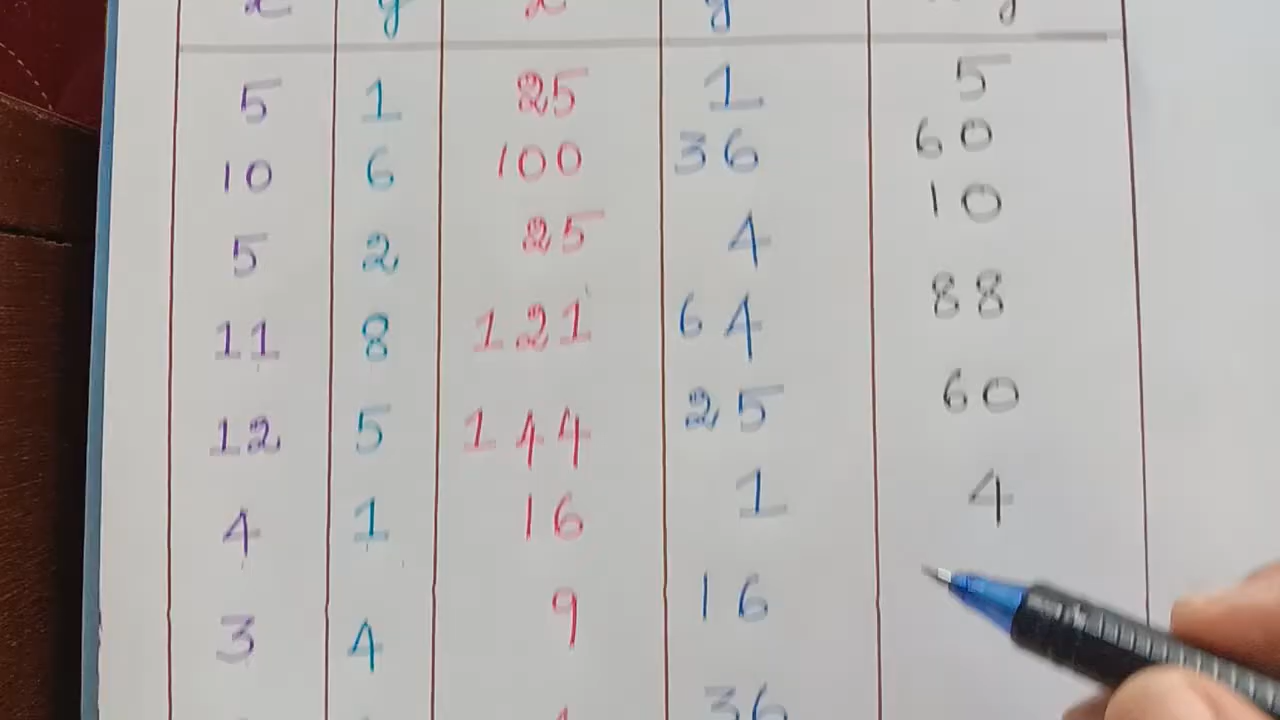 5 1 25 1 5
10 6 100 36 60
5 2 25 4 10
11 8 121 64 88
12 5 144 25 60
4 1 16 1 4
3 4 9 16
36